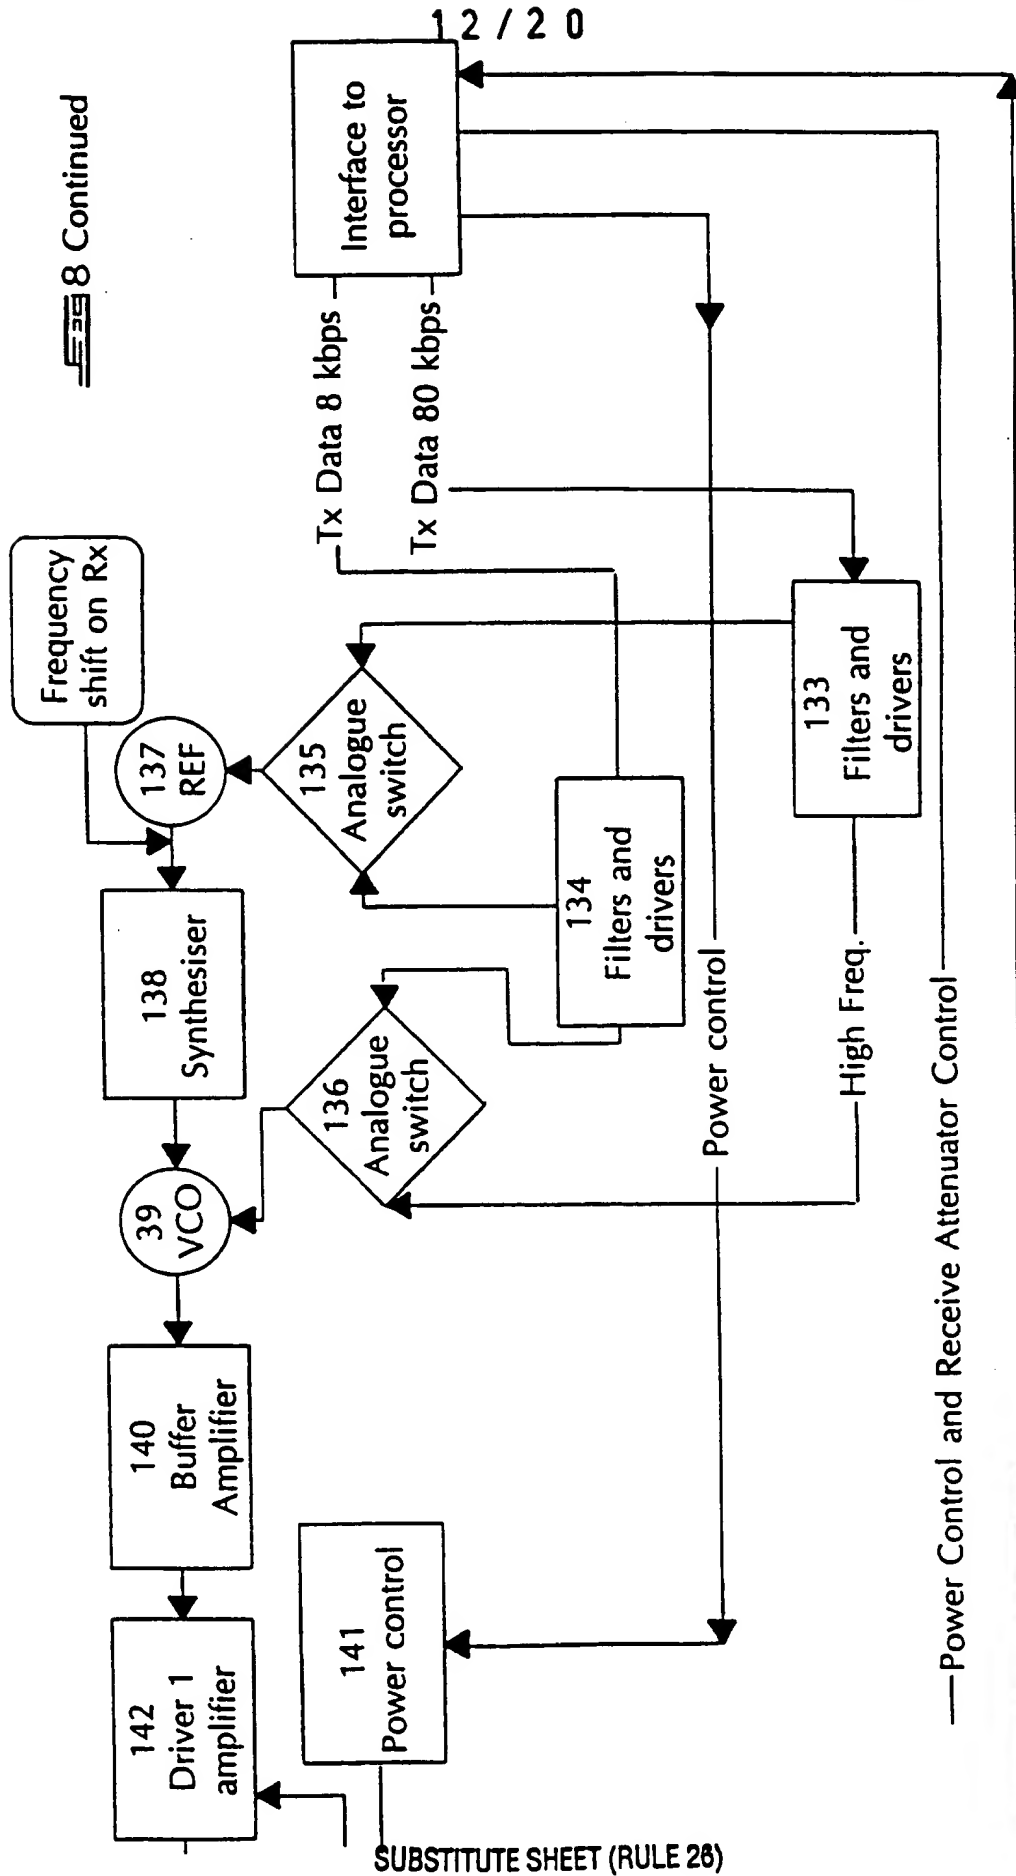 12/20
Fig 8 Continued
Frequency
shift on Rx
137
REF
138
Synthesiser
39
VCO
140
Buffer
Amplifier
142
Driver 1
amplifier
Interface to
processor
Tx Data 8 kbps
Tx Data 80 kbps
135
Analogue
switch
136
Analogue
switch
134
Filters and
drivers
133
Filters and
drivers
141
Power control
Power control
High Freq.
Power Control and Receive Attenuator Control
SUBSTITUTE SHEET (RULE 26)